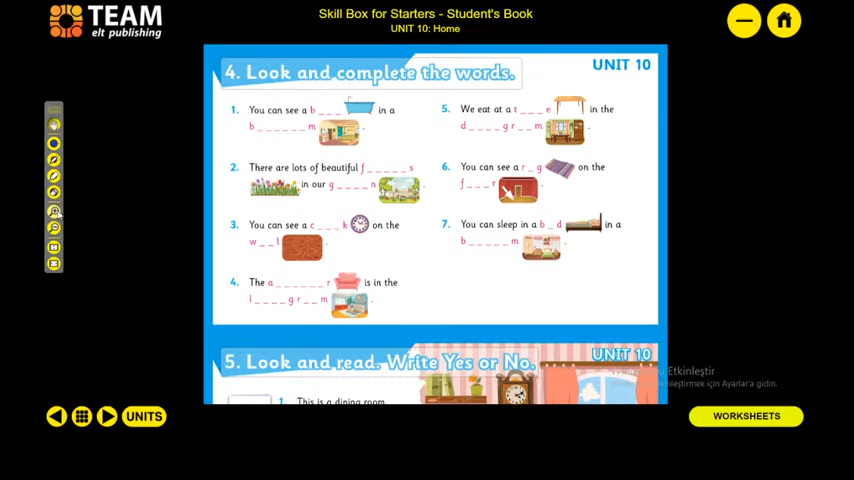 TEAM
elt publishing
Skill Box for Starters - Student's Book
UNIT 10: Home
4. Look and complete the words.
UNIT 10
1. You can see a b _ _ _ in a
b _ _ _ _ _ _ m .
2. There are lots of beautiful f _ _ _ _ _ s
in our g _ _ _ _ n .
3. You can see a c _ _ _ k on the
w _ _ l .
4. The a _ _ _ _ _ _ r is in the
l _ _ _ _ g r _ _ m .
5. We eat at a t _ _ _ e in the
d _ _ _ _ g r _ _ m .
6. You can see a r _ g on the
f _ _ _ r .
7. You can sleep in a b _ d in a
b _ _ _ _ _ m .
5. Look and read. Write Yes or No.
UNIT 10
1. This is a dining room.
Etkinleştir
etkinleştirmek için Ayarlar'a gidin.
UNITS
WORKSHEETS